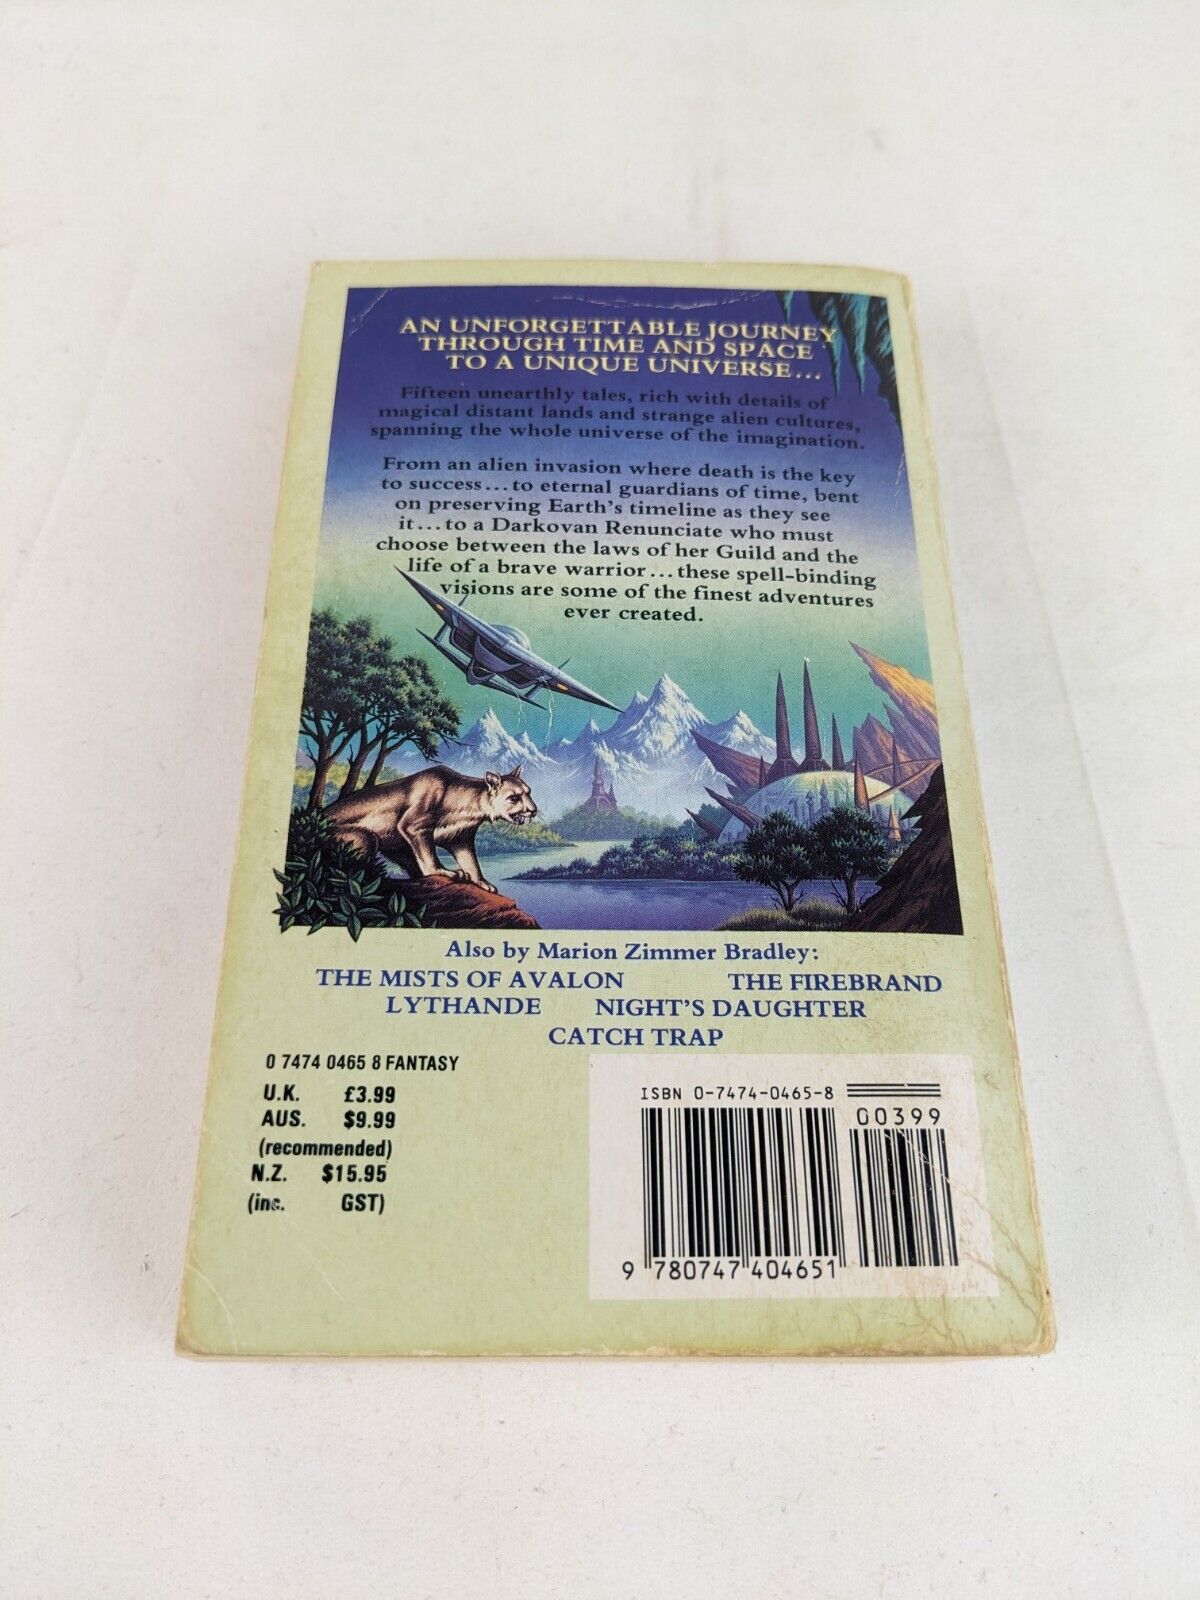 AN UNFORGETTABLE JOURNEY
THROUGH TIME AND SPACE
TO A UNIQUE UNIVERSE...
Fifteen unearthly tales, rich with details of
magical distant lands and strange alien cultures,
spanning the whole universe of the imagination.
From an alien invasion where death is the key
to success...to eternal guardians of time, bent
on preserving Earth's timeline as they see
it...to a Darkovan Renunciate who must
choose between the laws of her Guild and the
life of a brave warrior...these spell-binding
visions are some of the finest adventures
ever created.
Also by Marion Zimmer Bradley:
THE MISTS OF AVALON THE FIREBRAND
LYTHANDE NIGHT'S DAUGHTER
CATCH TRAP
0 7474 0465 8 FANTASY
U.K. £3.99
AUS. $9.99
(recommended)
N.Z. $15.95
(inc. GST)
ISBN 0-7474-0465-8
00399
9 780747 404651